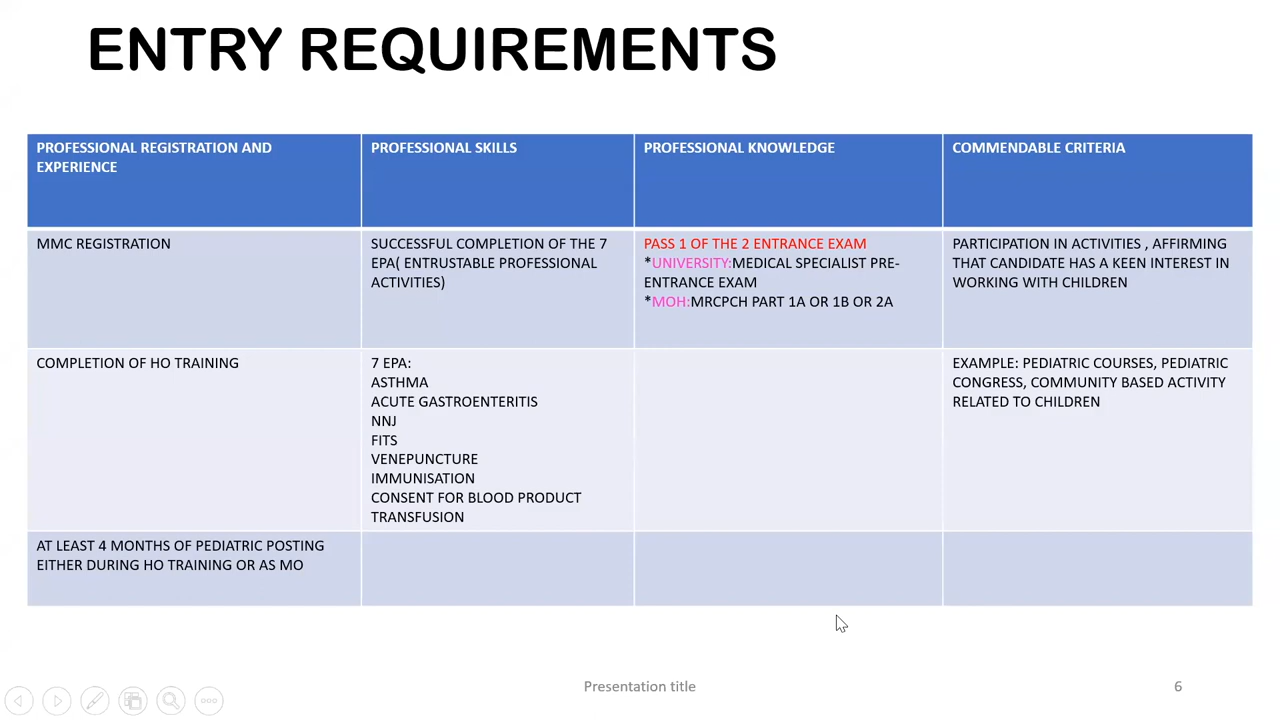 ENTRY REQUIREMENTS
PROFESSIONAL REGISTRATION AND
EXPERIENCE
PROFESSIONAL SKILLS
PROFESSIONAL KNOWLEDGE
COMMENDABLE CRITERIA
MMC REGISTRATION
SUCCESSFUL COMPLETION OF THE 7
EPA( ENTRUSTABLE PROFESSIONAL
ACTIVITIES)
PASS 1 OF THE 2 ENTRANCE EXAM
*UNIVERSITY:MEDICAL SPECIALIST PRE-
ENTRANCE EXAM
*MOH:MRCPCH PART 1A OR 1B OR 2A
PARTICIPATION IN ACTIVITIES , AFFIRMING
THAT CANDIDATE HAS A KEEN INTEREST IN
WORKING WITH CHILDREN
COMPLETION OF HO TRAINING
7 EPA:
ASTHMA
ACUTE GASTROENTERITIS
NNJ
FITS
VENEPUNCTURE
IMMUNISATION
CONSENT FOR BLOOD PRODUCT
TRANSFUSION
EXAMPLE: PEDIATRIC COURSES, PEDIATRIC
CONGRESS, COMMUNITY BASED ACTIVITY
RELATED TO CHILDREN
AT LEAST 4 MONTHS OF PEDIATRIC POSTING
EITHER DURING HO TRAINING OR AS MO
Presentation title
6